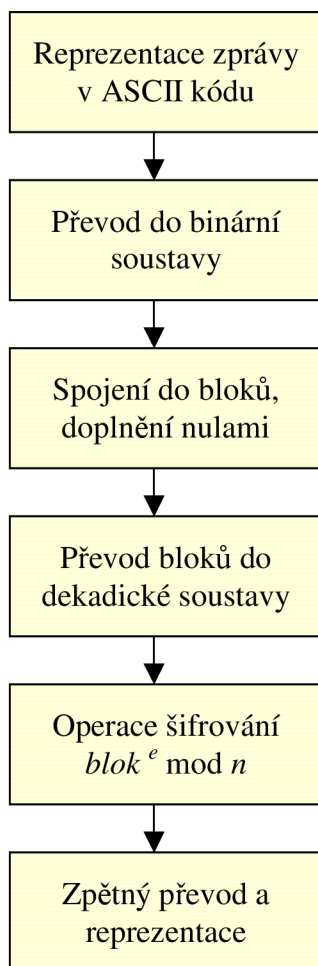 Reprezentace zprávy
v ASCII kódu
Převod do binární
soustavy
Spojení do bloků,
doplnění nulami
Převod bloků do
dekadické soustavy
Operace šifrování
blok e mod n
Zpětný převod a
reprezentace